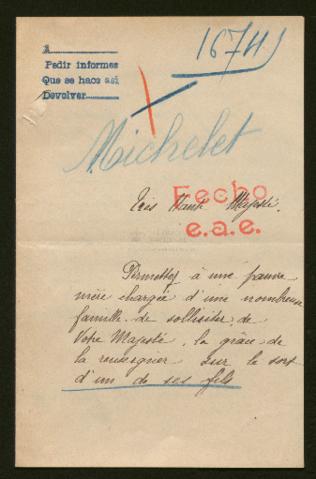 A
Pedir informes
Que se hace así
Devolver
16741
Michelet
Fecho
Très Haute Majesté.
e.a.e.
Permettez à une pauvre
mère chargée d'une nombreuse
famille de solliciter de
Votre Majesté, la grâce de
la renseigner sur le sort
d'un de ses fils